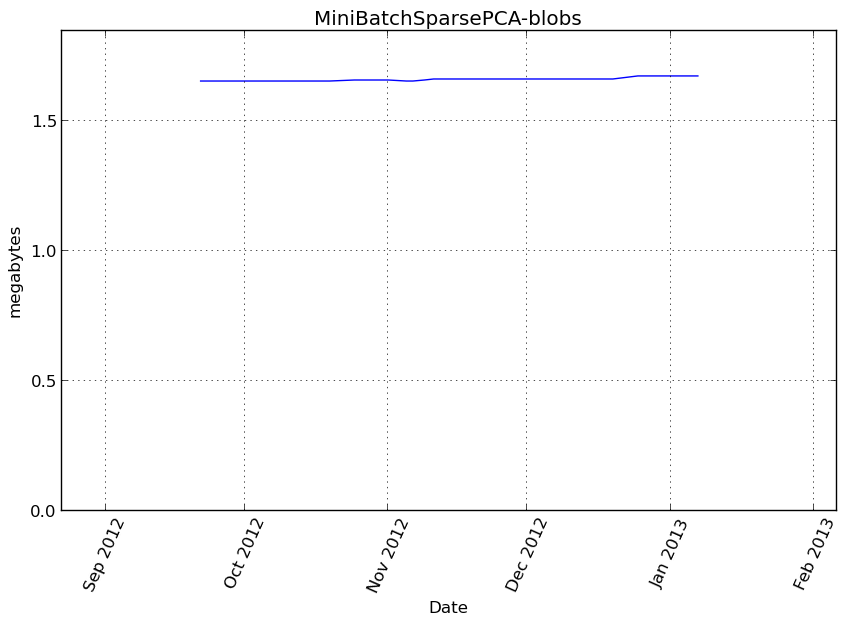 MiniBatchSparsePCA-blobs
megabytes
1.5
1.0
0.5
0.0
Sep 2012
Oct 2012
Nov 2012
Dec 2012
Jan 2013
Feb 2013
Date